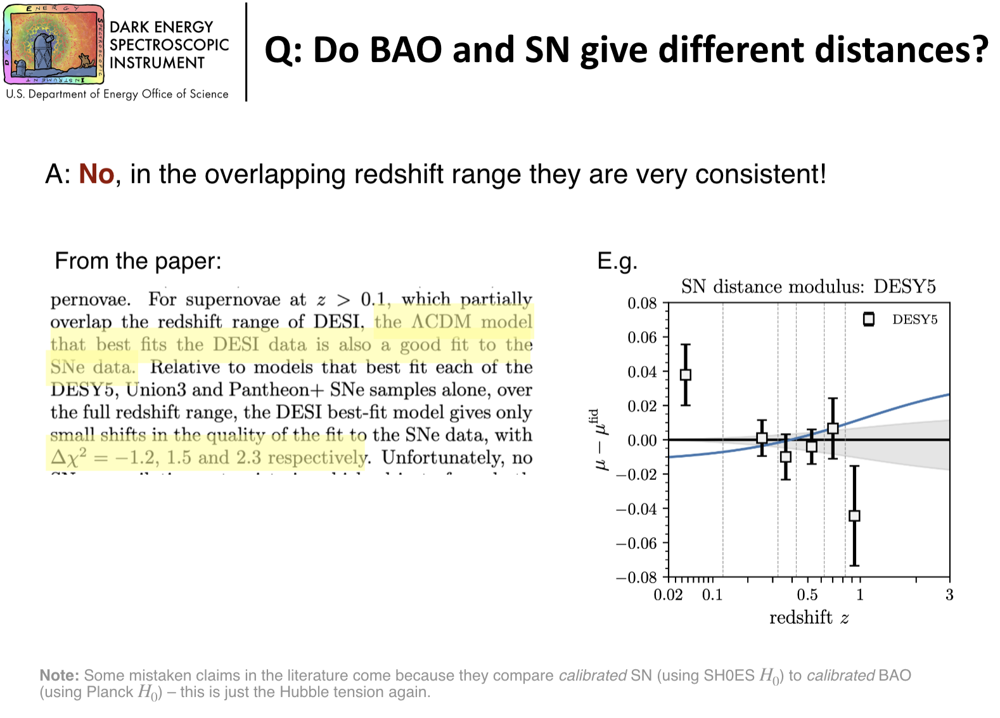 DARK ENERGY SPECTROSCOPIC INSTRUMENT
DARK ENERGY
SPECTROSCOPIC
INSTRUMENT
U.S. Department of Energy Office of Science
Q: Do BAO and SN give different distances?
A: No, in the overlapping redshift range they are very consistent!
From the paper:
pernovae. For supernovae at z > 0.1, which partially
overlap the redshift range of DESI, the ΛCDM model
that best fits the DESI data is also a good fit to the
SNe data. Relative to models that best fit each of the
DESY5, Union3 and Pantheon+ SNe samples alone, over
the full redshift range, the DESI best-fit model gives only
small shifts in the quality of the fit to the SNe data, with
Δχ² = −1.2, 1.5 and 2.3 respectively. Unfortunately, no
E.g.
SN distance modulus: DESY5
DESY5
0.08
0.06
0.04
0.02
0.00
−0.02
−0.04
−0.06
−0.08
μ − μ^fid
0.02 0.1 0.5 1 3
redshift z
Note: Some mistaken claims in the literature come because they compare calibrated SN (using SH0ES H₀) to calibrated BAO
(using Planck H₀) – this is just the Hubble tension again.